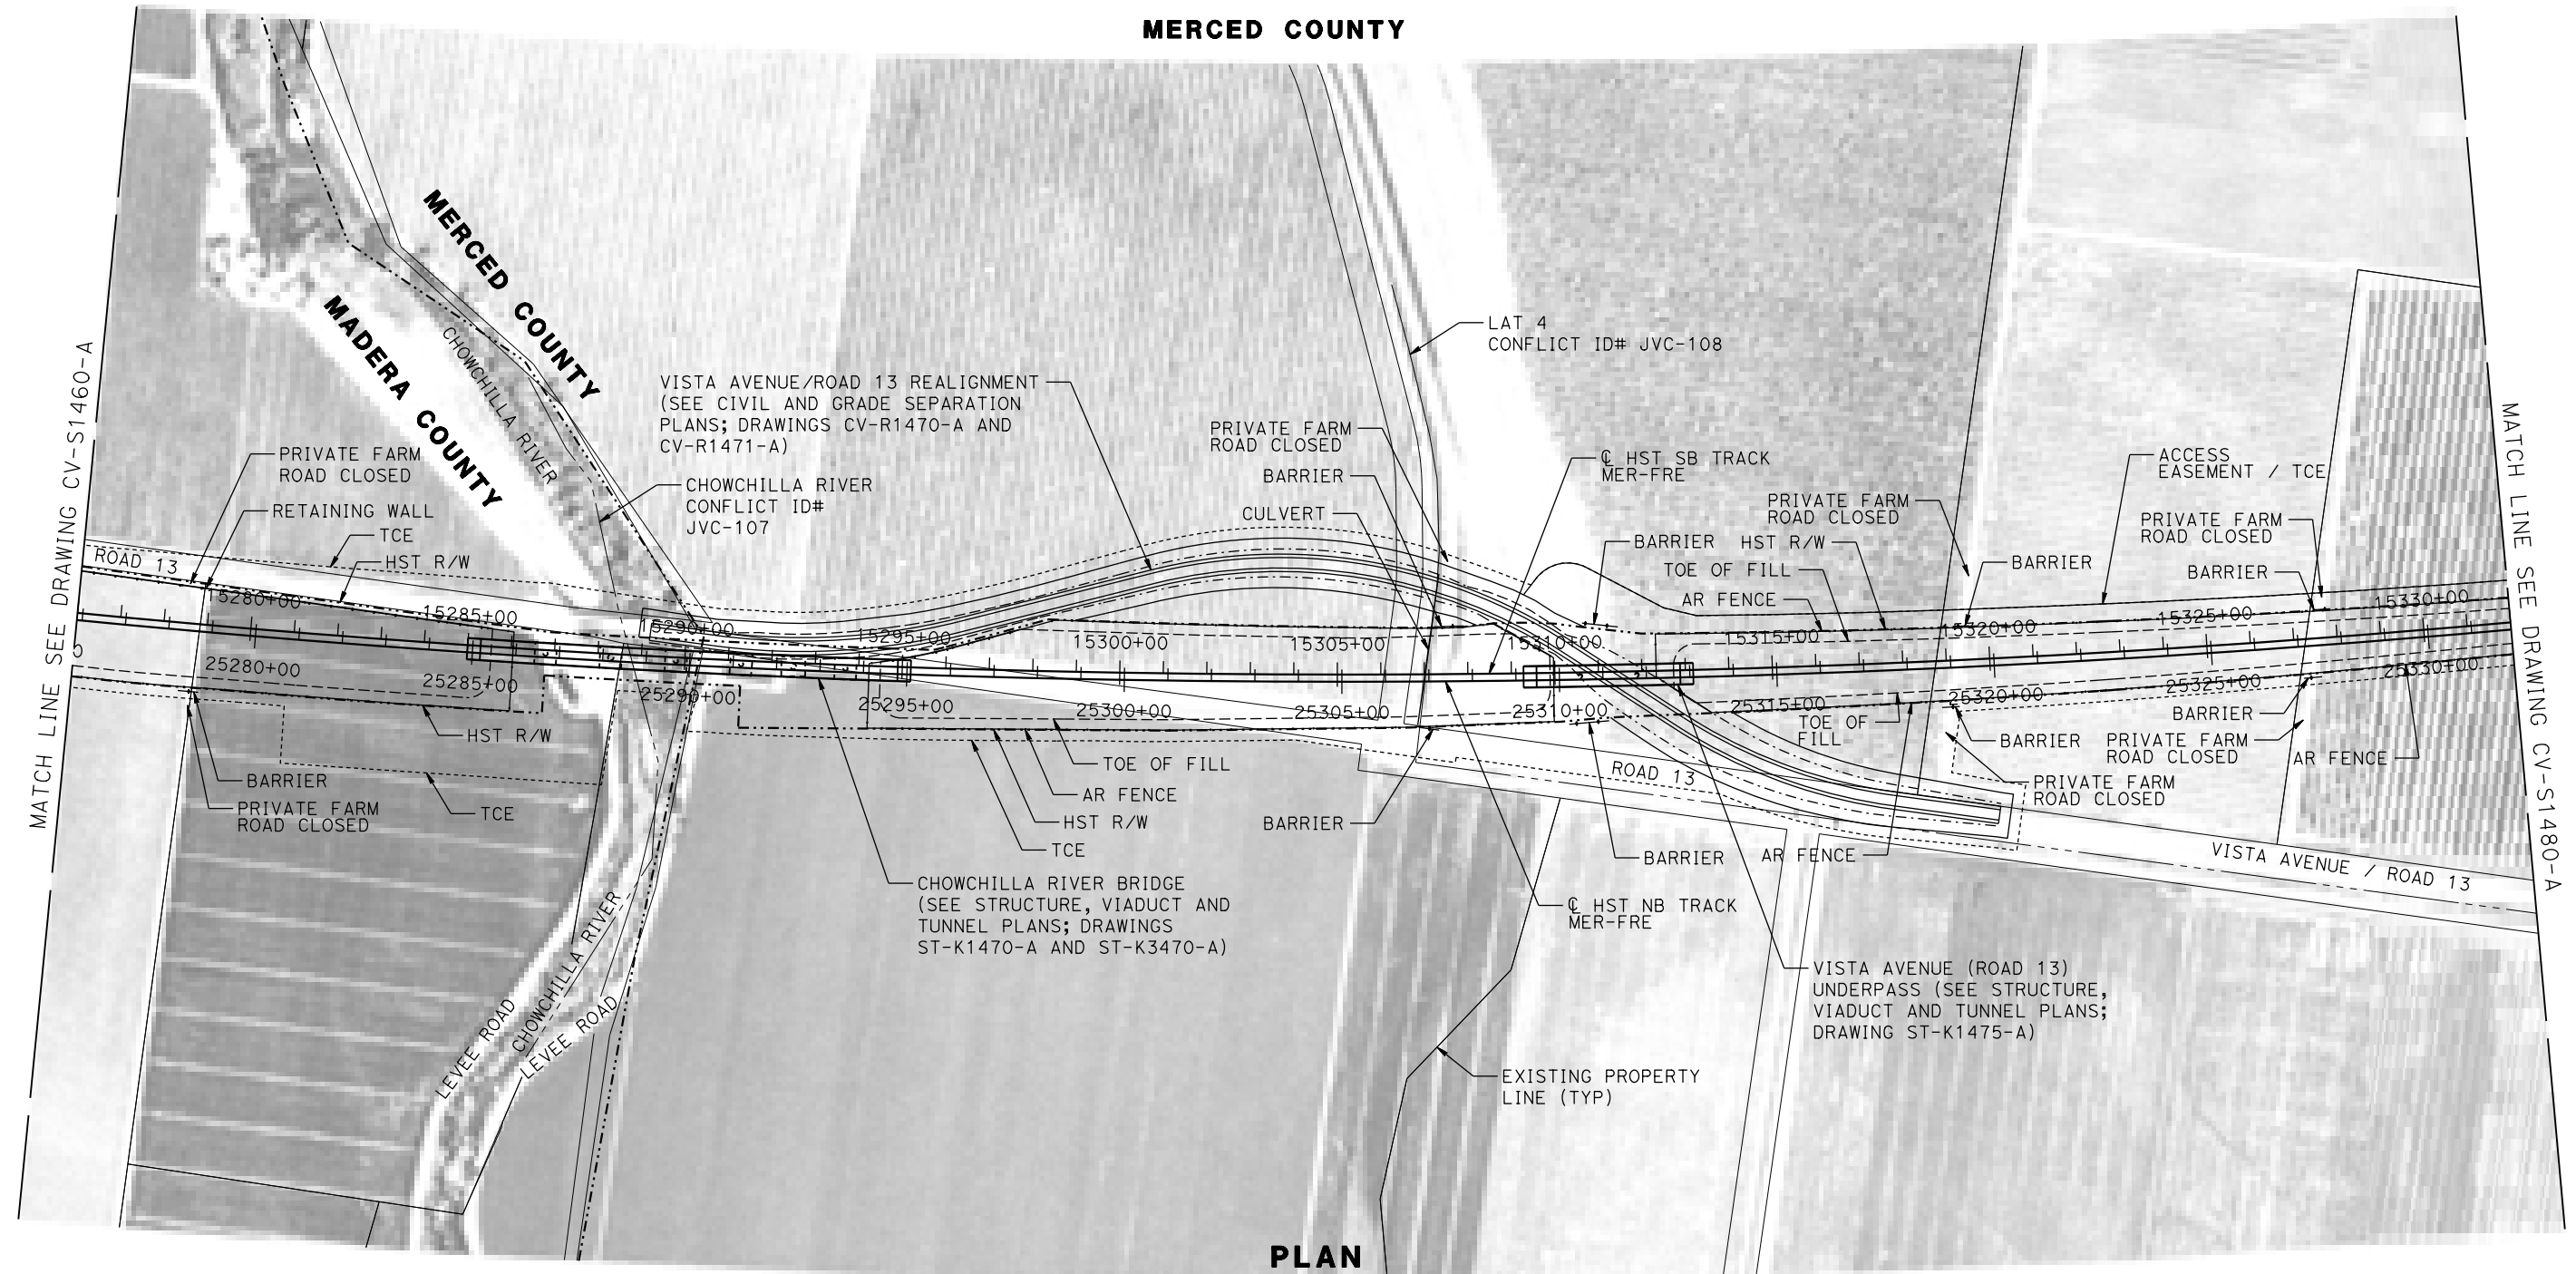 MERCED COUNTY
MERCED COUNTY
MADERA COUNTY
CHOWCHILLA RIVER
LAT 4
CONFLICT ID# JVC-108
VISTA AVENUE/ROAD 13 REALIGNMENT
(SEE CIVIL AND GRADE SEPARATION
PLANS; DRAWINGS CV-R1470-A AND
CV-R1471-A)
CHOWCHILLA RIVER
CONFLICT ID#
JVC-107
PRIVATE FARM
ROAD CLOSED
RETAINING WALL
TCE
HST R/W
ROAD 13
MATCH LINE SEE DRAWING CV-S1460-A
PRIVATE FARM
ROAD CLOSED
BARRIER
CULVERT
℄ HST SB TRACK
MER-FRE
BARRIER
HST R/W
TOE OF FILL
AR FENCE
PRIVATE FARM
ROAD CLOSED
BARRIER
ACCESS
EASEMENT / TCE
PRIVATE FARM
ROAD CLOSED
BARRIER
MATCH LINE SEE DRAWING CV-S1480-A
15280+00
15285+00
15290+00
15295+00
15300+00
15305+00
15310+00
15315+00
15320+00
15325+00
15330+00
0
25280+00
25285+00
25290+00
25295+00
25300+00
25305+00
25310+00
25315+00
25320+00
25325+00
25330+00
HST R/W
BARRIER
PRIVATE FARM
ROAD CLOSED
TCE
TOE OF FILL
AR FENCE
HST R/W
TCE
BARRIER
ROAD 13
TOE OF
FILL
BARRIER
BARRIER
PRIVATE FARM
ROAD CLOSED
AR FENCE
PRIVATE FARM
ROAD CLOSED
BARRIER
AR FENCE
VISTA AVENUE / ROAD 13
CHOWCHILLA RIVER BRIDGE
(SEE STRUCTURE, VIADUCT AND
TUNNEL PLANS; DRAWINGS
ST-K1470-A AND ST-K3470-A)
℄ HST NB TRACK
MER-FRE
VISTA AVENUE (ROAD 13)
UNDERPASS (SEE STRUCTURE,
VIADUCT AND TUNNEL PLANS;
DRAWING ST-K1475-A)
LEVEE ROAD
CHOWCHILLA RIVER
LEVEE ROAD
EXISTING PROPERTY
LINE (TYP)
PLAN